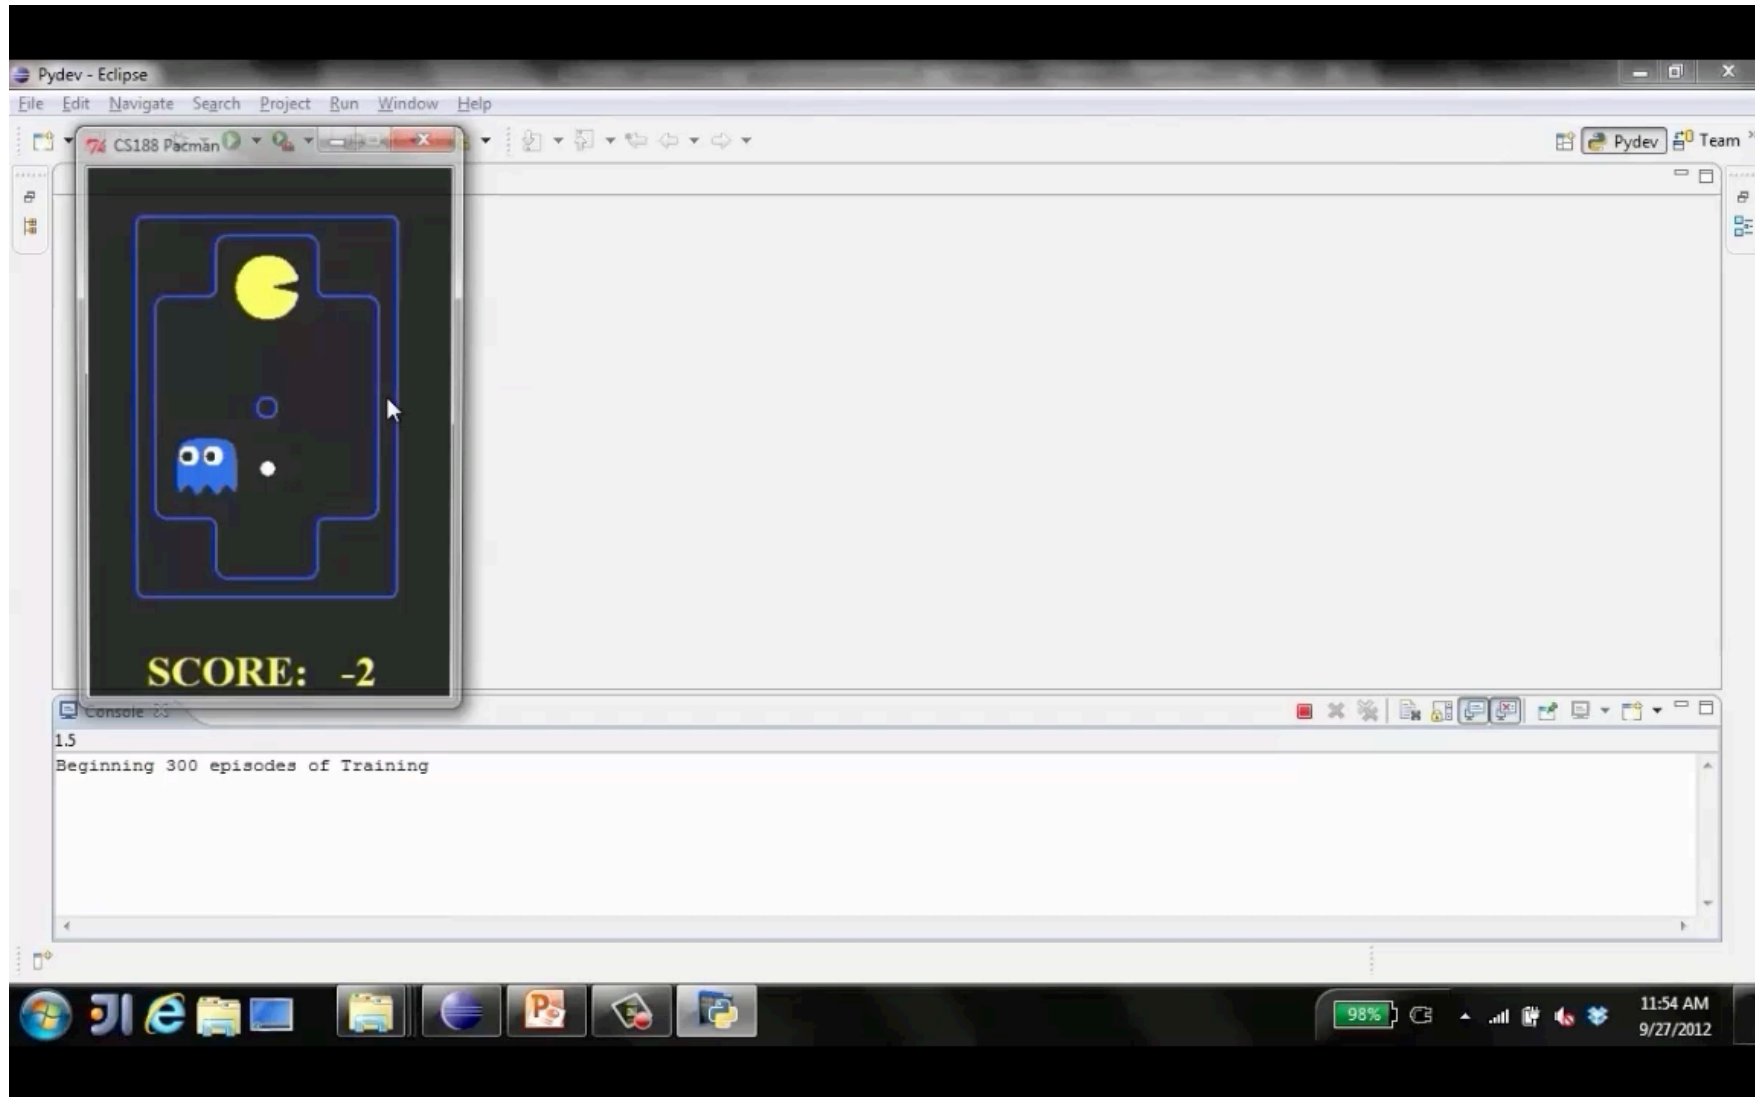 Pydev - Eclipse
File Edit Navigate Search Project Run Window Help
CS188 Pacman
Pydev
Team
SCORE: -2
Console
1.5
Beginning 300 episodes of Training
98%
11:54 AM
9/27/2012